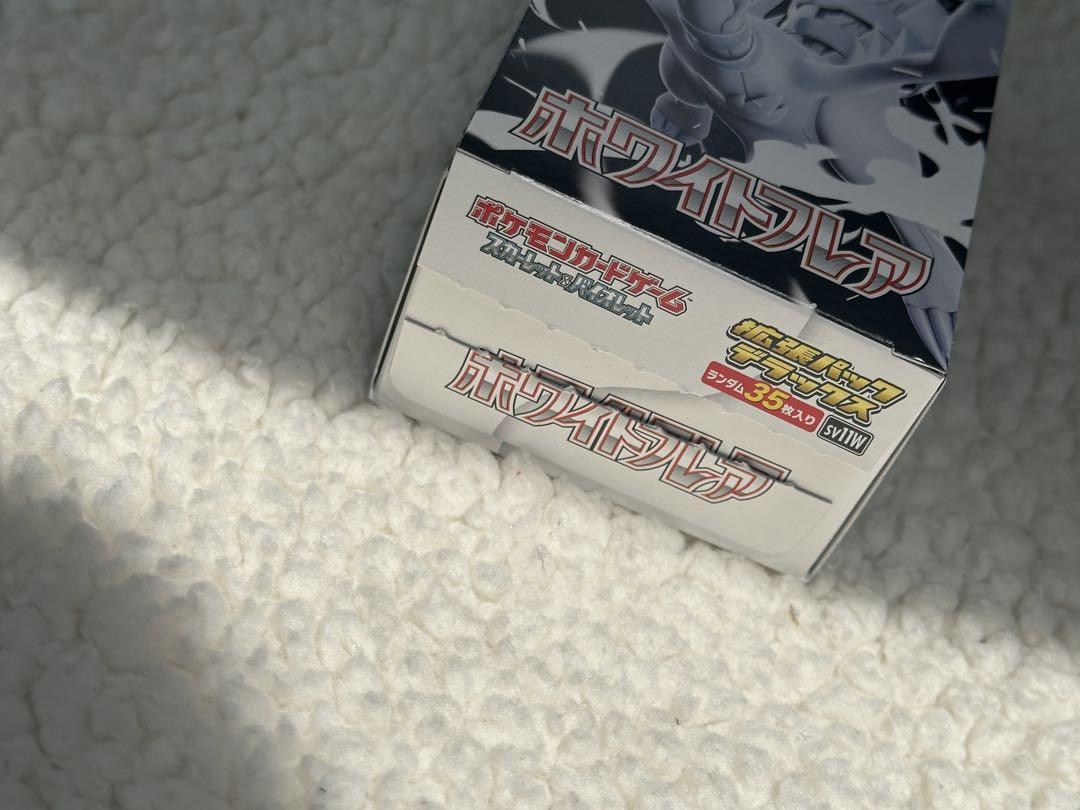 ホワイトフレア
ポケモンカードゲーム
スカーレット&バイオレット
拡張パック
デラックス
ランダム35枚入り
SV11W
ホワイトフレア